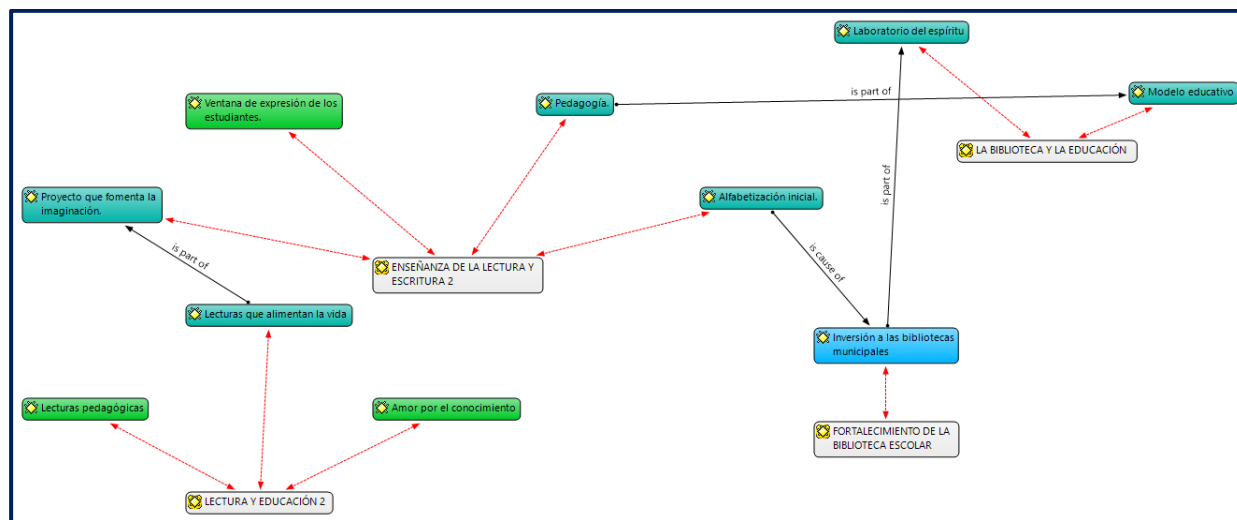 Laboratorio del espíritu
Ventana de expresión de los
estudiantes.
Pedagogía.
is part of
Modelo educativo
LA BIBLIOTECA Y LA EDUCACIÓN
is part of
Proyecto que fomenta la
imaginación.
Alfabetización inicial.
is part of
ENSEÑANZA DE LA LECTURA Y
ESCRITURA 2
is cause of
Lecturas que alimentan la vida
Inversión a las bibliotecas
municipales
Lecturas pedagógicas
Amor por el conocimiento
FORTALECIMIENTO DE LA
BIBLIOTECA ESCOLAR
LECTURA Y EDUCACIÓN 2